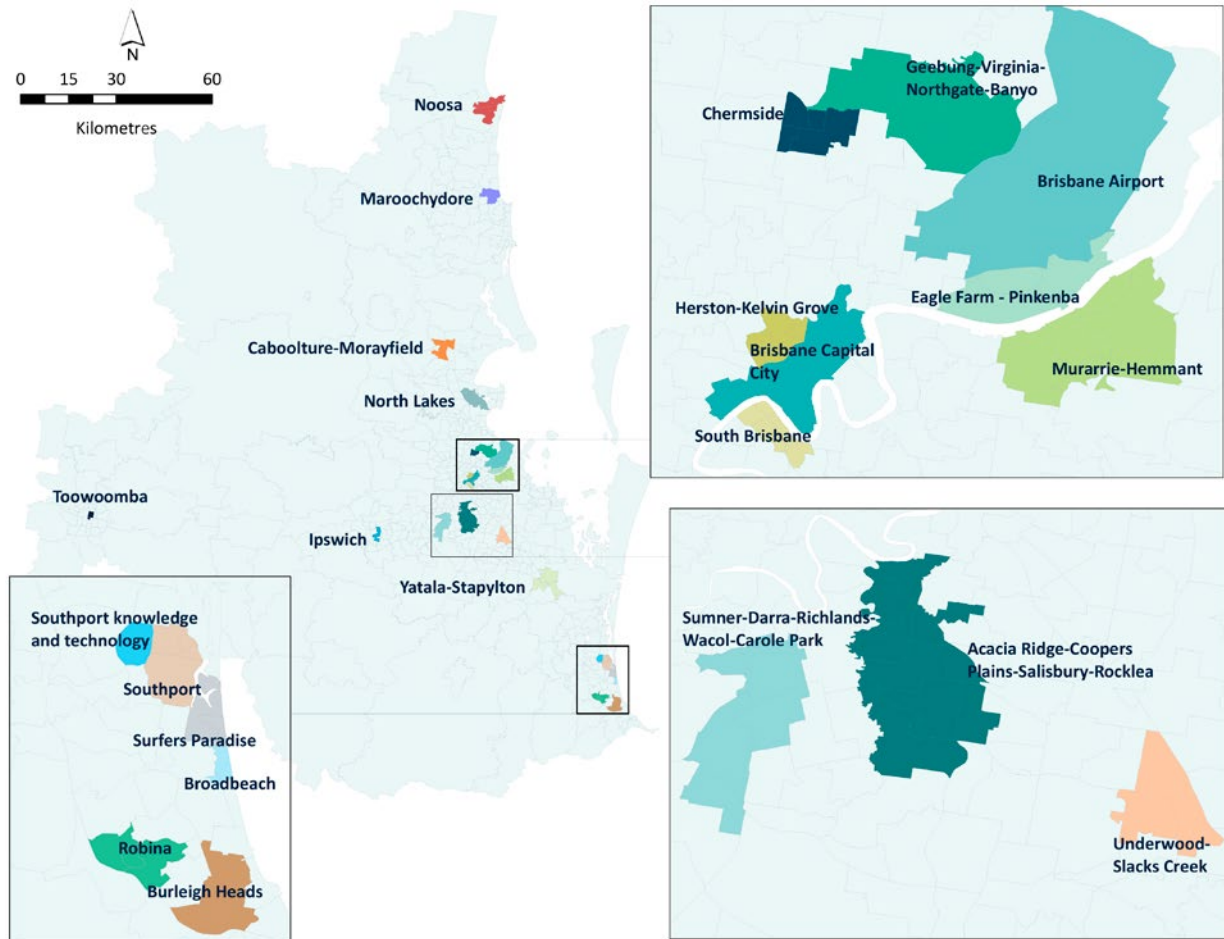 N
0 15 30 60
Kilometres
Noosa
Maroochydore
Caboolture-Morayfield
North Lakes
Toowoomba
Ipswich
Yatala-Stapylton
Geebung-Virginia-
Northgate-Banyo
Chermside
Brisbane Airport
Eagle Farm - Pinkenba
Herston-Kelvin Grove
Brisbane Capital
City
Murarrie-Hemmant
South Brisbane
Southport knowledge
and technology
Southport
Surfers Paradise
Broadbeach
Robina
Burleigh Heads
Sumner-Darra-Richlands-
Wacol-Carole Park
Acacia Ridge-Coopers
Plains-Salisbury-Rocklea
Underwood-
Slacks Creek